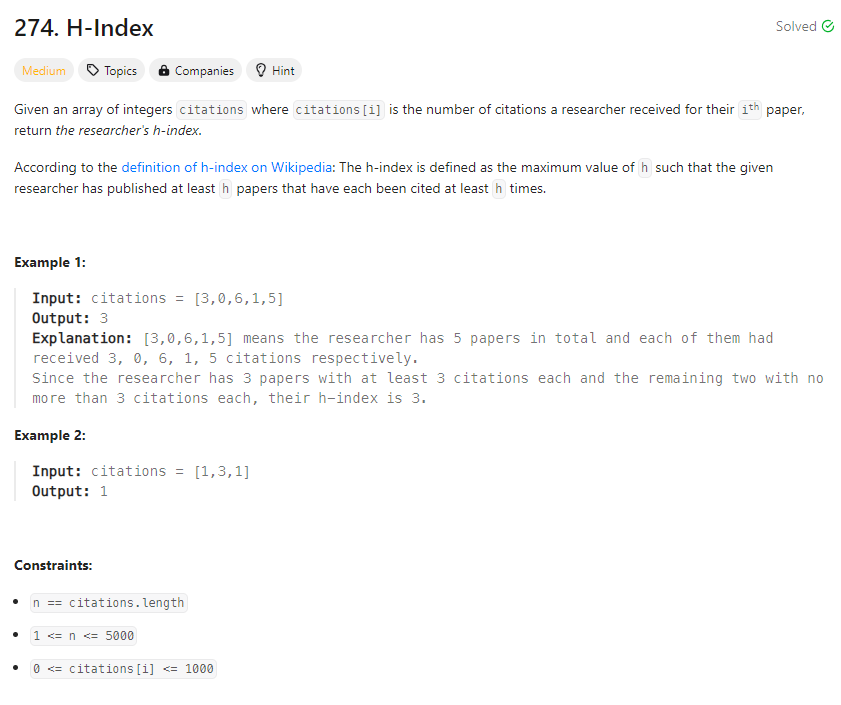 274. H-Index
Solved
Medium
Topics
Companies
Hint
Given an array of integers citations where citations[i] is the number of citations a researcher received for their ith paper,
return the researcher's h-index.
According to the definition of h-index on Wikipedia: The h-index is defined as the maximum value of h such that the given
researcher has published at least h papers that have each been cited at least h times.
Example 1:
Input: citations = [3,0,6,1,5]
Output: 3
Explanation: [3,0,6,1,5] means the researcher has 5 papers in total and each of them had
received 3, 0, 6, 1, 5 citations respectively.
Since the researcher has 3 papers with at least 3 citations each and the remaining two with no
more than 3 citations each, their h-index is 3.
Example 2:
Input: citations = [1,3,1]
Output: 1
Constraints:
• n == citations.length
• 1 <= n <= 5000
• 0 <= citations[i] <= 1000